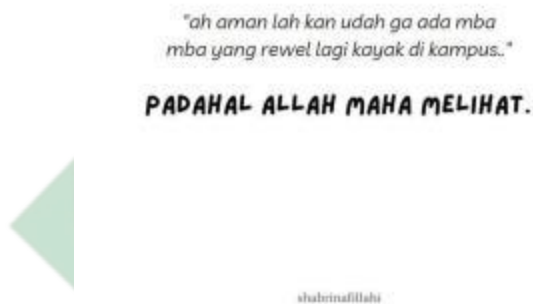 "ah aman lah kan udah ga ada mba
mba yang rewel lagi kayak di kampus.."
PADAHAL ALLAH MAHA MELIHAT.
shabrinafillahi